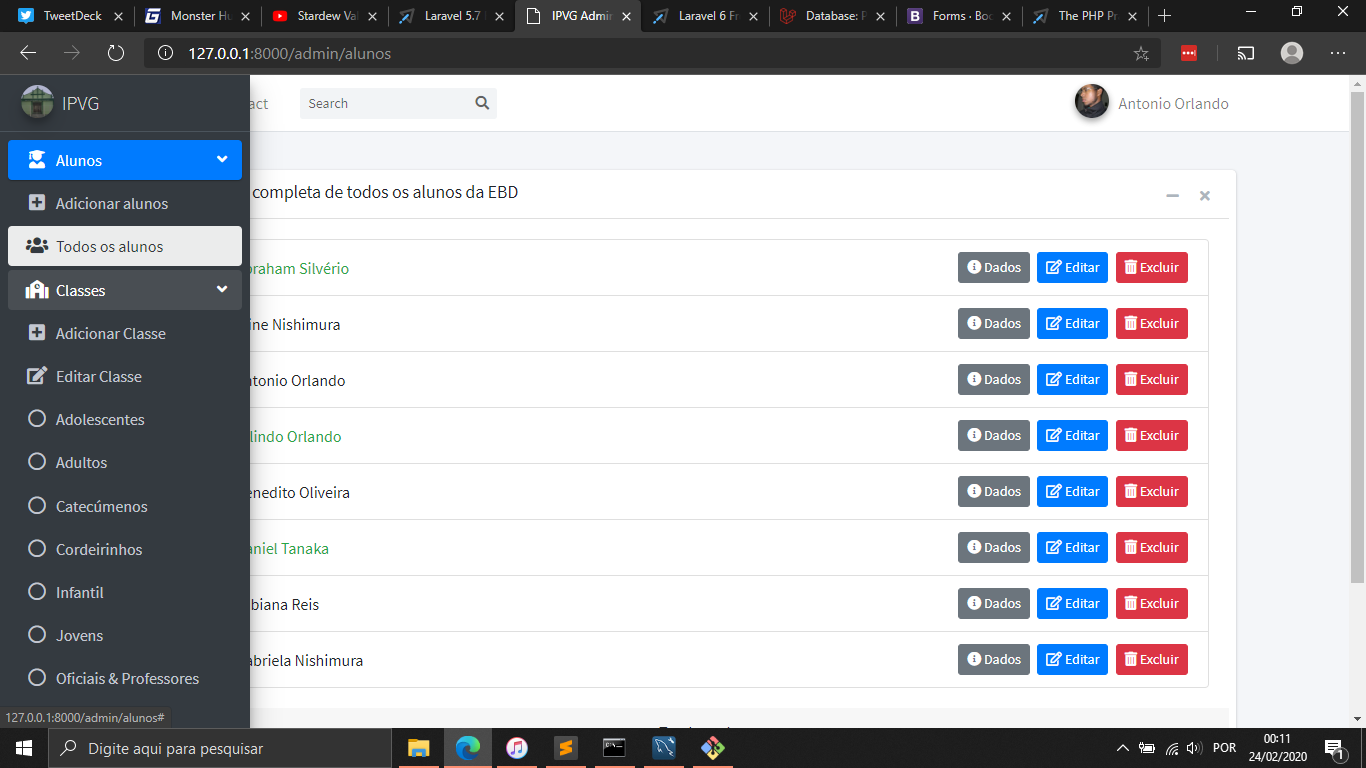 TweetDeck
Monster Hu
Stardew Val
Laravel 5.7
IPVG Admin
Laravel 6 Fr
Database: P
Forms · Boo
The PHP Pr
127.0.0.1:8000/admin/alunos
IPVG
act
Search
Antonio Orlando
Alunos
Adicionar alunos
Todos os alunos
Classes
Adicionar Classe
Editar Classe
Adolescentes
Adultos
Catecúmenos
Cordeirinhos
Infantil
Jovens
Oficiais & Professores
completa de todos os alunos da EBD
braham Silvério Dados Editar Excluir
ine Nishimura Dados Editar Excluir
ntonio Orlando Dados Editar Excluir
lindo Orlando Dados Editar Excluir
enedito Oliveira Dados Editar Excluir
aniel Tanaka Dados Editar Excluir
biana Reis Dados Editar Excluir
abriela Nishimura Dados Editar Excluir
127.0.0.1:8000/admin/alunos#
Digite aqui para pesquisar
POR
00:11
24/02/2020
1